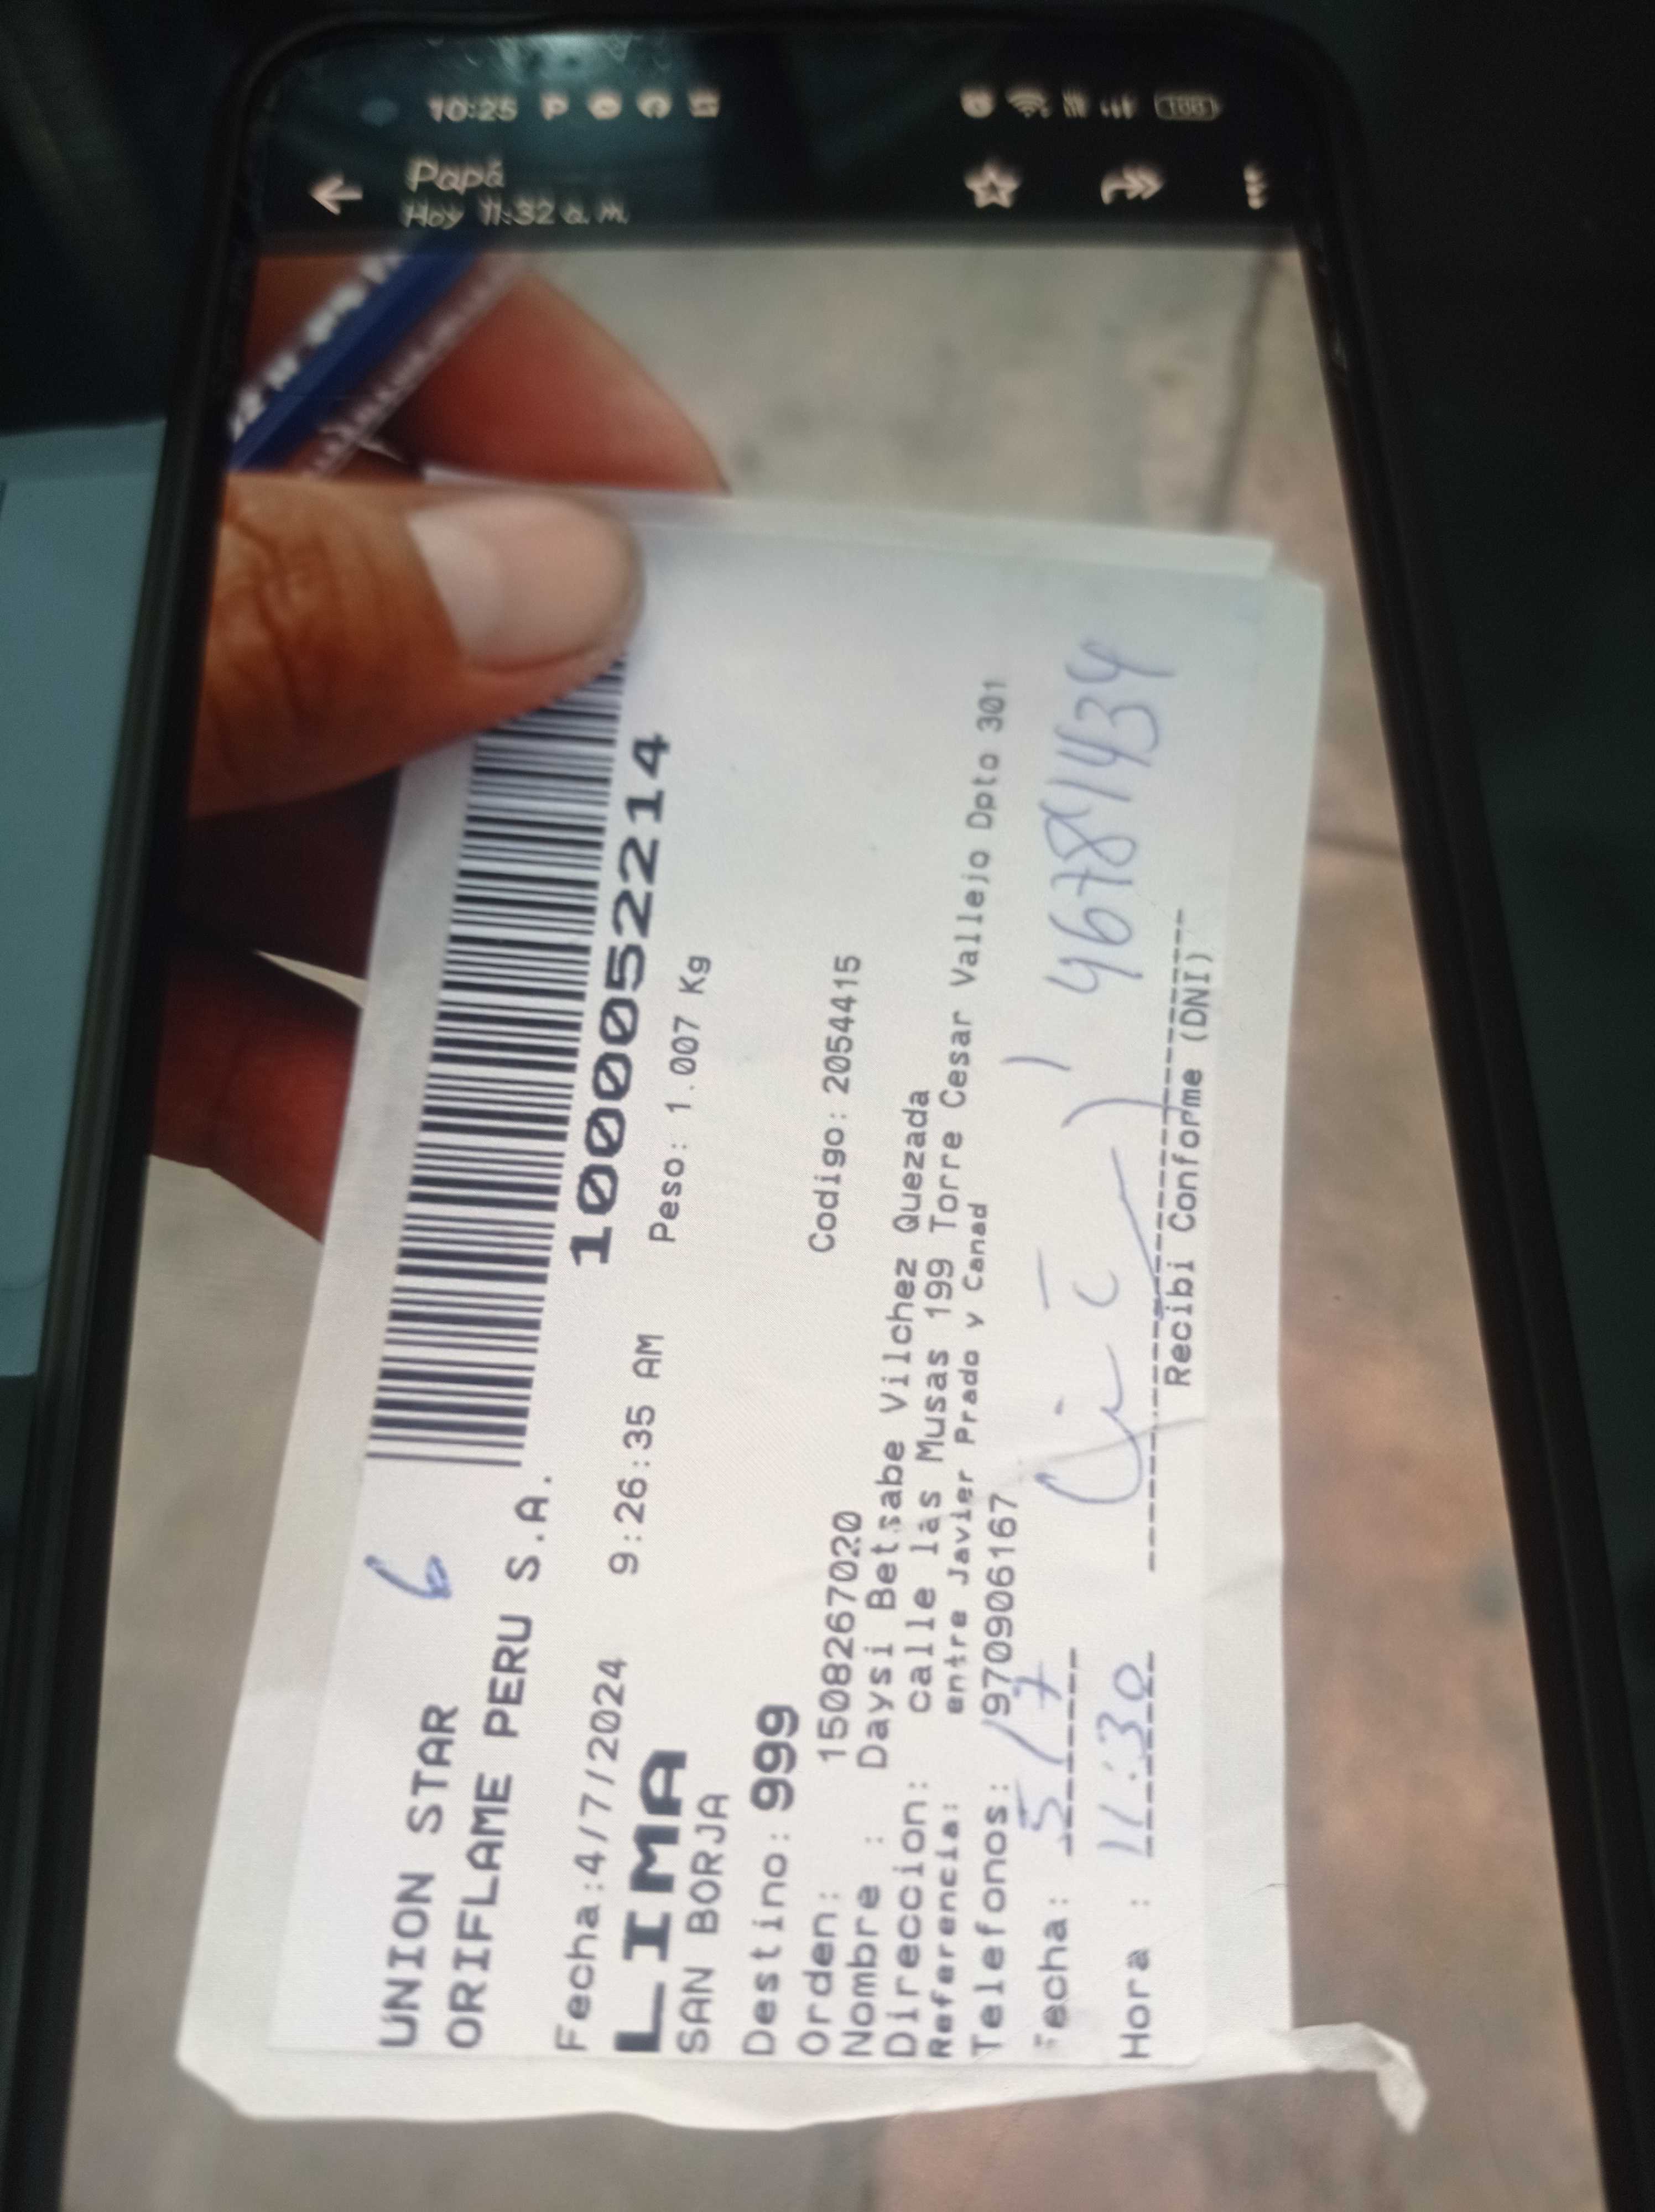 10:25
Papá
Hoy 11:32 a. m.
6
UNION STAR
ORIFLAME PERU S.A.
1000052214
Fecha:4/7/2024 9:26:35 AM Peso: 1.007 Kg
LIMA
SAN BORJA
Destino: 999
Orden: 1508267020 Codigo: 2054415
Nombre : Daysi Betsabe Vilchez Quezada
Direccion: calle las Musas 199 Torre Cesar Vallejo Dpto 301
Referencia: entre Javier Prado y Canad
Telefonos: /970906167
Fecha: 5/7
Hora : 11:30
Recibi Conforme (DNI)